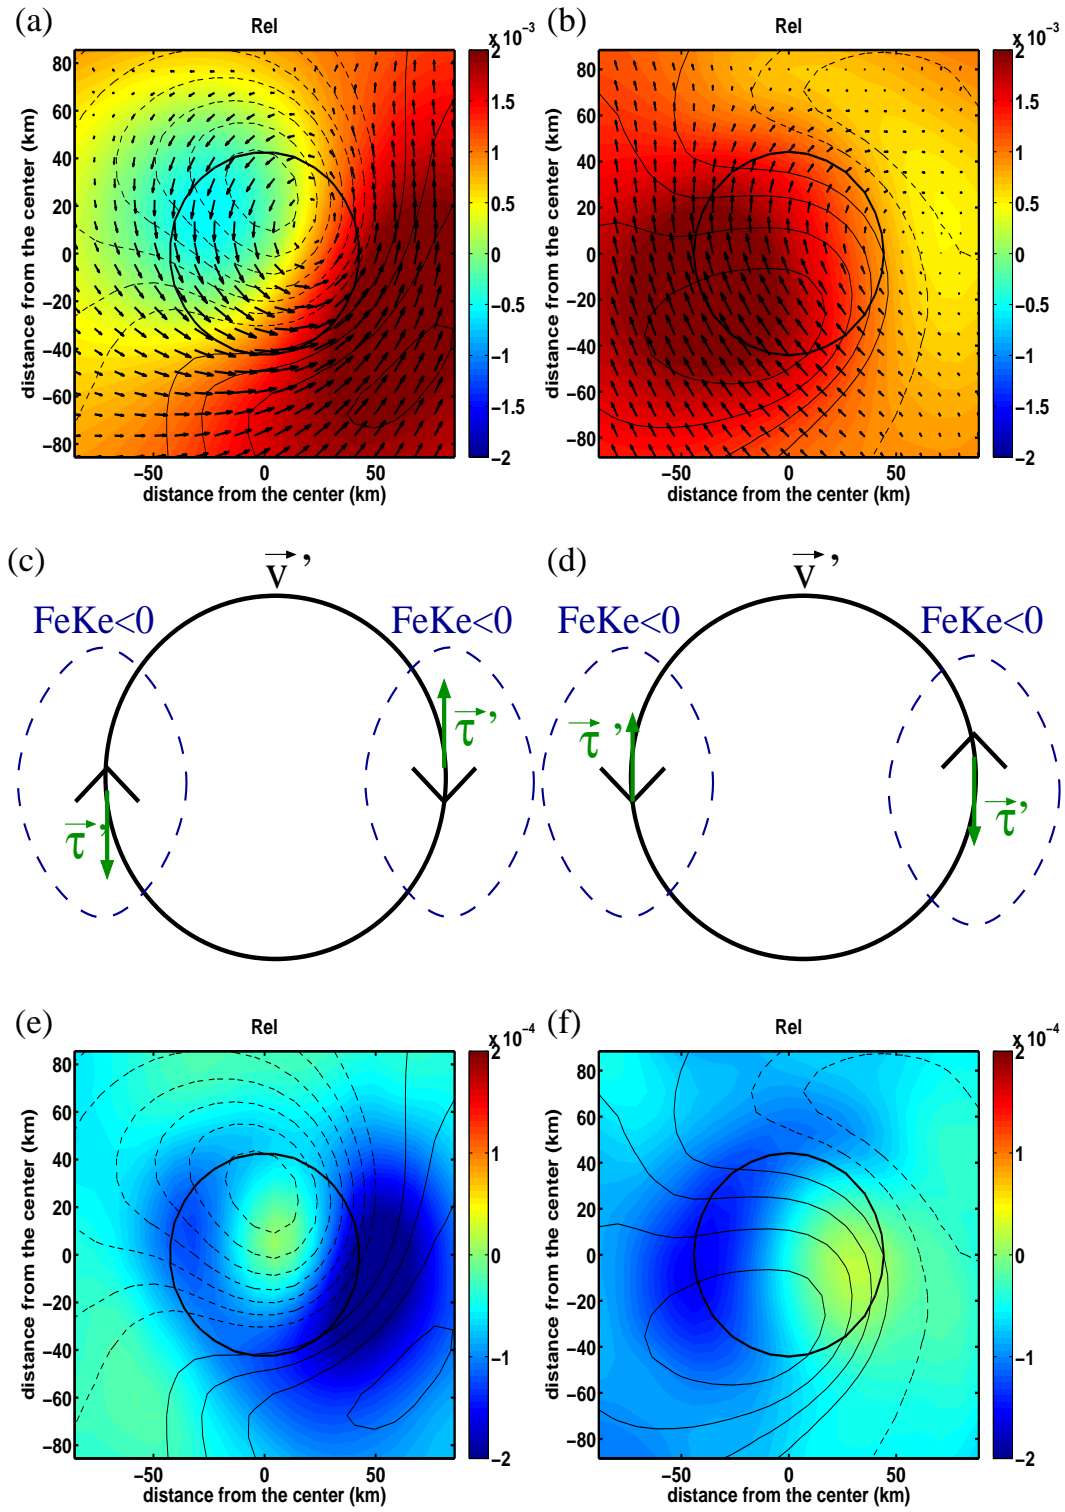 (a)
Rel
x 10⁻³
distance from the center (km)
80
60
40
20
0
−20
−40
−60
−80
−50
0
50
distance from the center (km)
2
1.5
1
0.5
0
−0.5
−1
−1.5
−2
(b)
Rel
x 10⁻³
distance from the center (km)
80
60
40
20
0
−20
−40
−60
−80
−50
0
50
distance from the center (km)
2
1.5
1
0.5
0
−0.5
−1
−1.5
−2
(c)
v⃗ ’
FeKe<0
FeKe<0
τ⃗ ’
τ⃗ ’
(d)
v⃗ ’
FeKe<0
FeKe<0
τ⃗ ’
τ⃗ ’
(e)
Rel
x 10⁻⁴
distance from the center (km)
80
60
40
20
0
−20
−40
−60
−80
−50
0
50
distance from the center (km)
2
1
0
−1
−2
(f)
Rel
x 10⁻⁴
distance from the center (km)
80
60
40
20
0
−20
−40
−60
−80
−50
0
50
distance from the center (km)
2
1
0
−1
−2